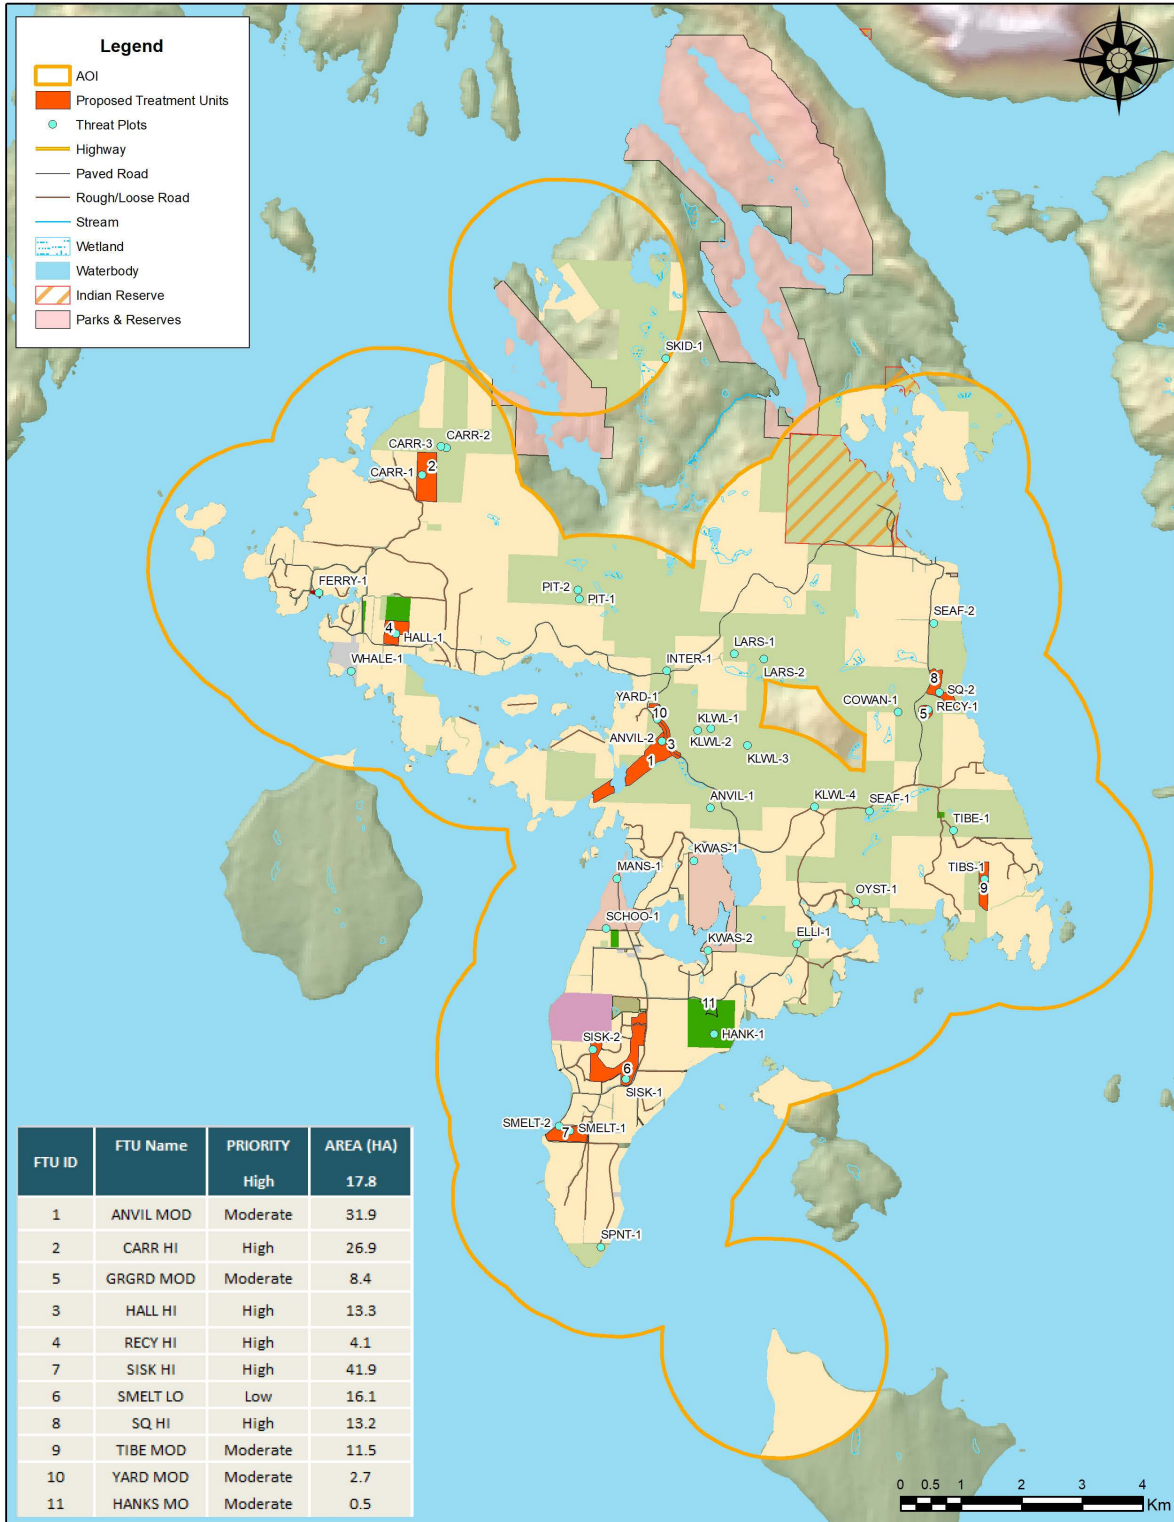 Legend
AOI
Proposed Treatment Units
Threat Plots
Highway
Paved Road
Rough/Loose Road
Stream
Wetland
Waterbody
Indian Reserve
Parks & Reserves
SKID-1
CARR-3
CARR-2
CARR-1
2
FERRY-1
PIT-2
PIT-1
4
HALL-1
SEAF-2
WHALE-1
INTER-1
LARS-1
LARS-2
8
SQ-2
YARD-1
10
COWAN-1
5
RECY-1
KLWL-1
ANVIL-2
3
KLWL-2
1
KLWL-3
ANVIL-1
KLWL-4
SEAF-1
TIBE-1
KWAS-1
MANS-1
TIBS-1
9
OYST-1
SCHOO-1
KWAS-2
ELLI-1
11
HANK-1
SISK-2
6
SISK-1
SMELT-2
7
SMELT-1
SPNT-1
FTU ID FTU Name PRIORITY AREA (HA)
High 17.8
1 ANVIL MOD Moderate 31.9
2 CARR HI High 26.9
5 GRGRD MOD Moderate 8.4
3 HALL HI High 13.3
4 RECY HI High 4.1
7 SISK HI High 41.9
6 SMELT LO Low 16.1
8 SQ HI High 13.2
9 TIBE MOD Moderate 11.5
10 YARD MOD Moderate 2.7
11 HANKS MO Moderate 0.5
0 0.5 1 2 3 4
Km